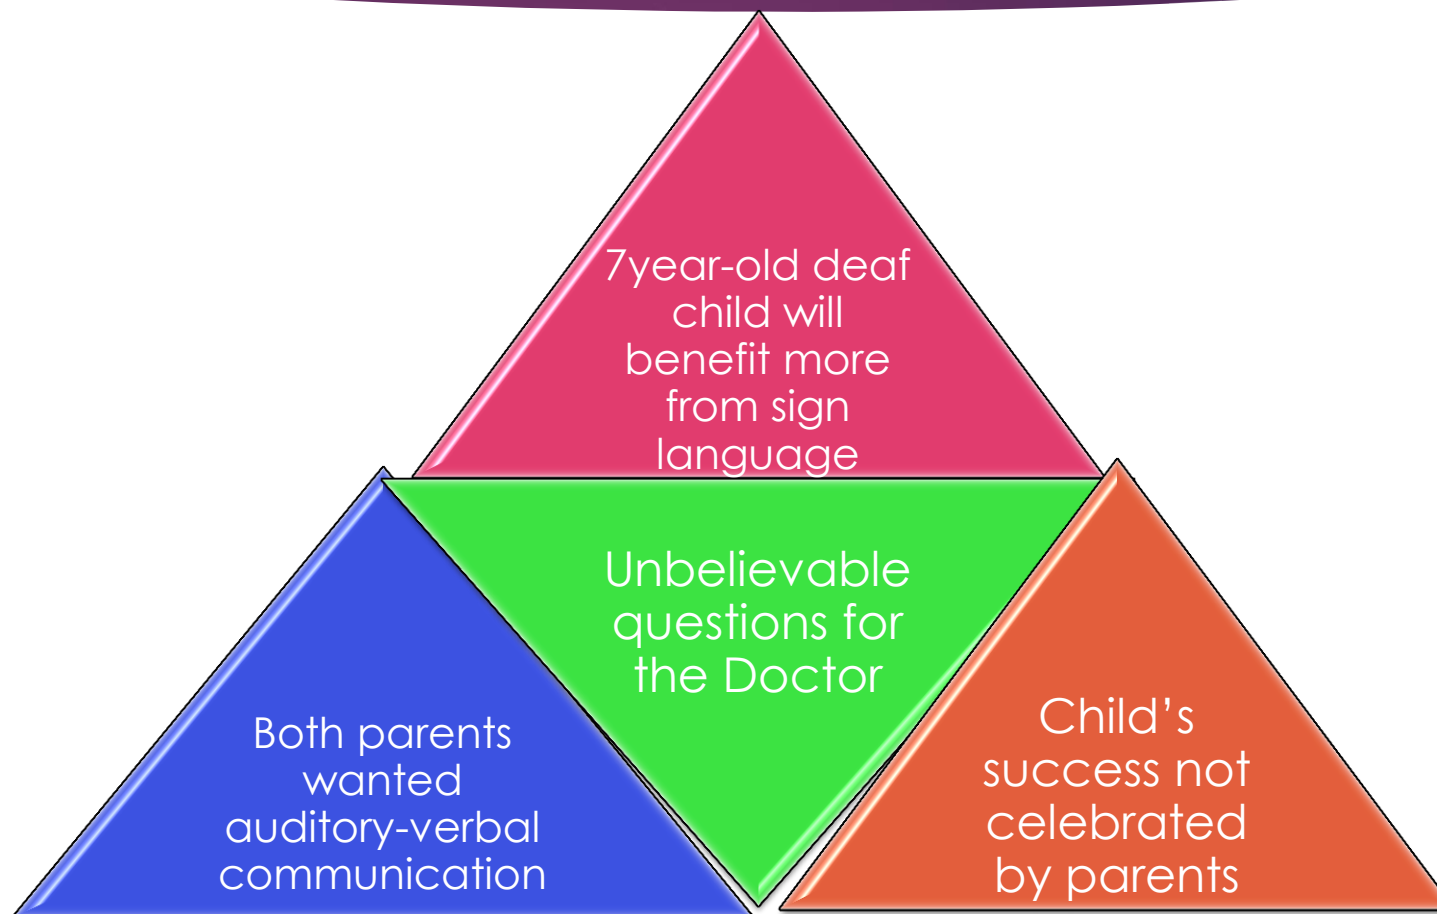 7year-old deaf
child will
benefit more
from sign
language
Unbelievable
questions for
the Doctor
Both parents
wanted
auditory-verbal
communication
Child’s
success not
celebrated
by parents